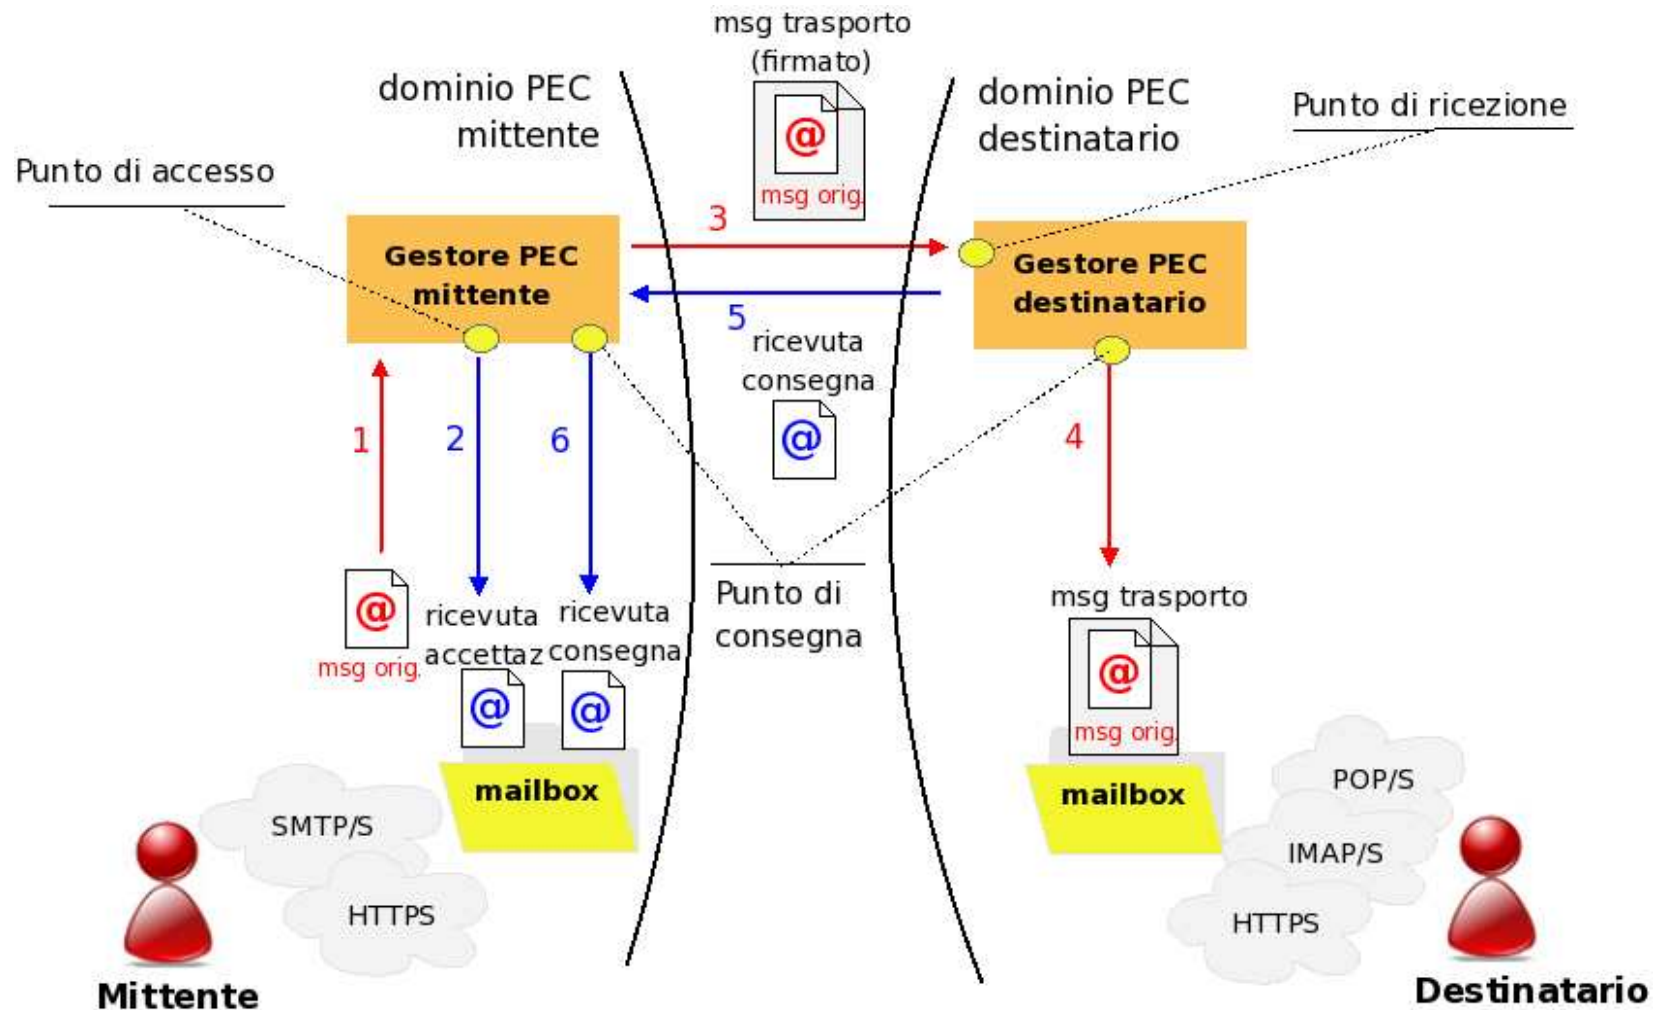 msg trasporto
(firmato)
dominio PEC
mittente
dominio PEC
destinatario
Punto di ricezione
Punto di accesso
@
msg orig.
3
Gestore PEC
mittente
Gestore PEC
destinatario
5
ricevuta
consegna
@
1
2
6
4
Punto di
consegna
@
msg orig.
ricevuta
accettaz
@
ricevuta
consegna
@
msg trasporto
@
msg orig.
mailbox
mailbox
SMTP/S
HTTPS
POP/S
IMAP/S
HTTPS
Mittente
Destinatario